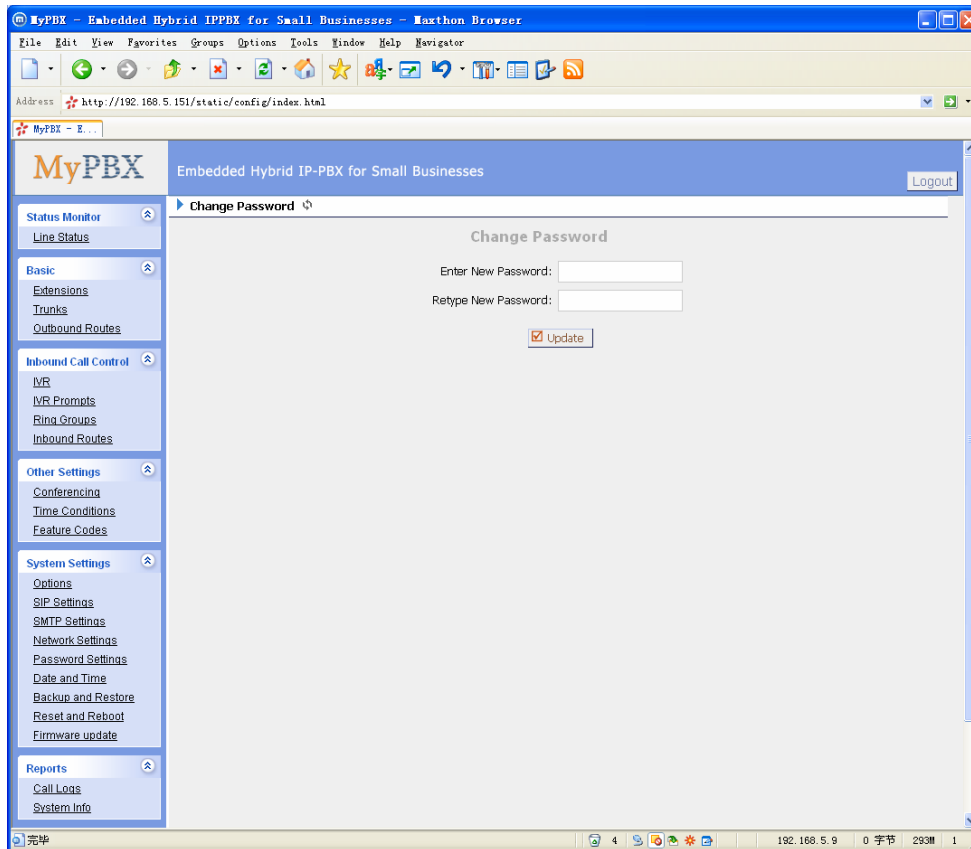 MyPBX - Embedded Hybrid IPPBX for Small Businesses - Maxthon Browser
File Edit View Favorites Groups Options Tools Window Help Navigator
Address http://192.168.5.151/static/config/index.html
MyPBX - E...
MyPBX
Embedded Hybrid IP-PBX for Small Businesses
Logout
Change Password
Status Monitor
Line Status
Basic
Extensions
Trunks
Outbound Routes
Inbound Call Control
IVR
IVR Prompts
Ring Groups
Inbound Routes
Other Settings
Conferencing
Time Conditions
Feature Codes
System Settings
Options
SIP Settings
SMTP Settings
Network Settings
Password Settings
Date and Time
Backup and Restore
Reset and Reboot
Firmware update
Reports
Call Logs
System Info
Change Password
Enter New Password:
Retype New Password:
Update
完毕
4
192.168.5.9
0 字节
293M
1